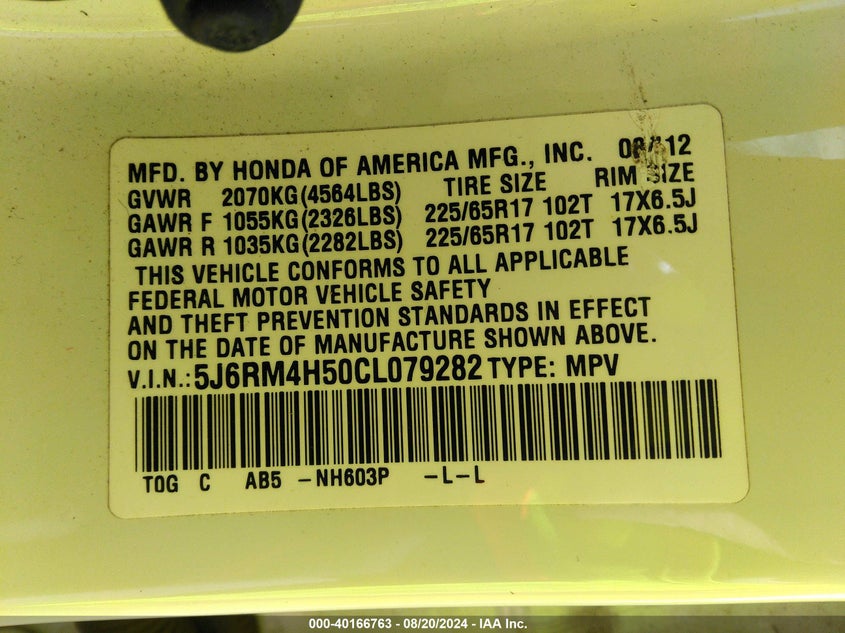 MFD. BY HONDA OF AMERICA MFG., INC.
GVWR 2070KG(4564LBS) TIRE SIZE RIM SIZE
GAWR F 1055KG(2326LBS) 225/65R17 102T 17X6.5J
GAWR R 1035KG(2282LBS) 225/65R17 102T 17X6.5J
THIS VEHICLE CONFORMS TO ALL APPLICABLE
FEDERAL MOTOR VEHICLE SAFETY
AND THEFT PREVENTION STANDARDS IN EFFECT
ON THE DATE OF MANUFACTURE SHOWN ABOVE.
V.I.N.:5J6RM4H50CL079282 TYPE: MPV
TOG C AB5 -NH603P -L-L
000-40166763 - 08/20/2024 - IAA Inc.